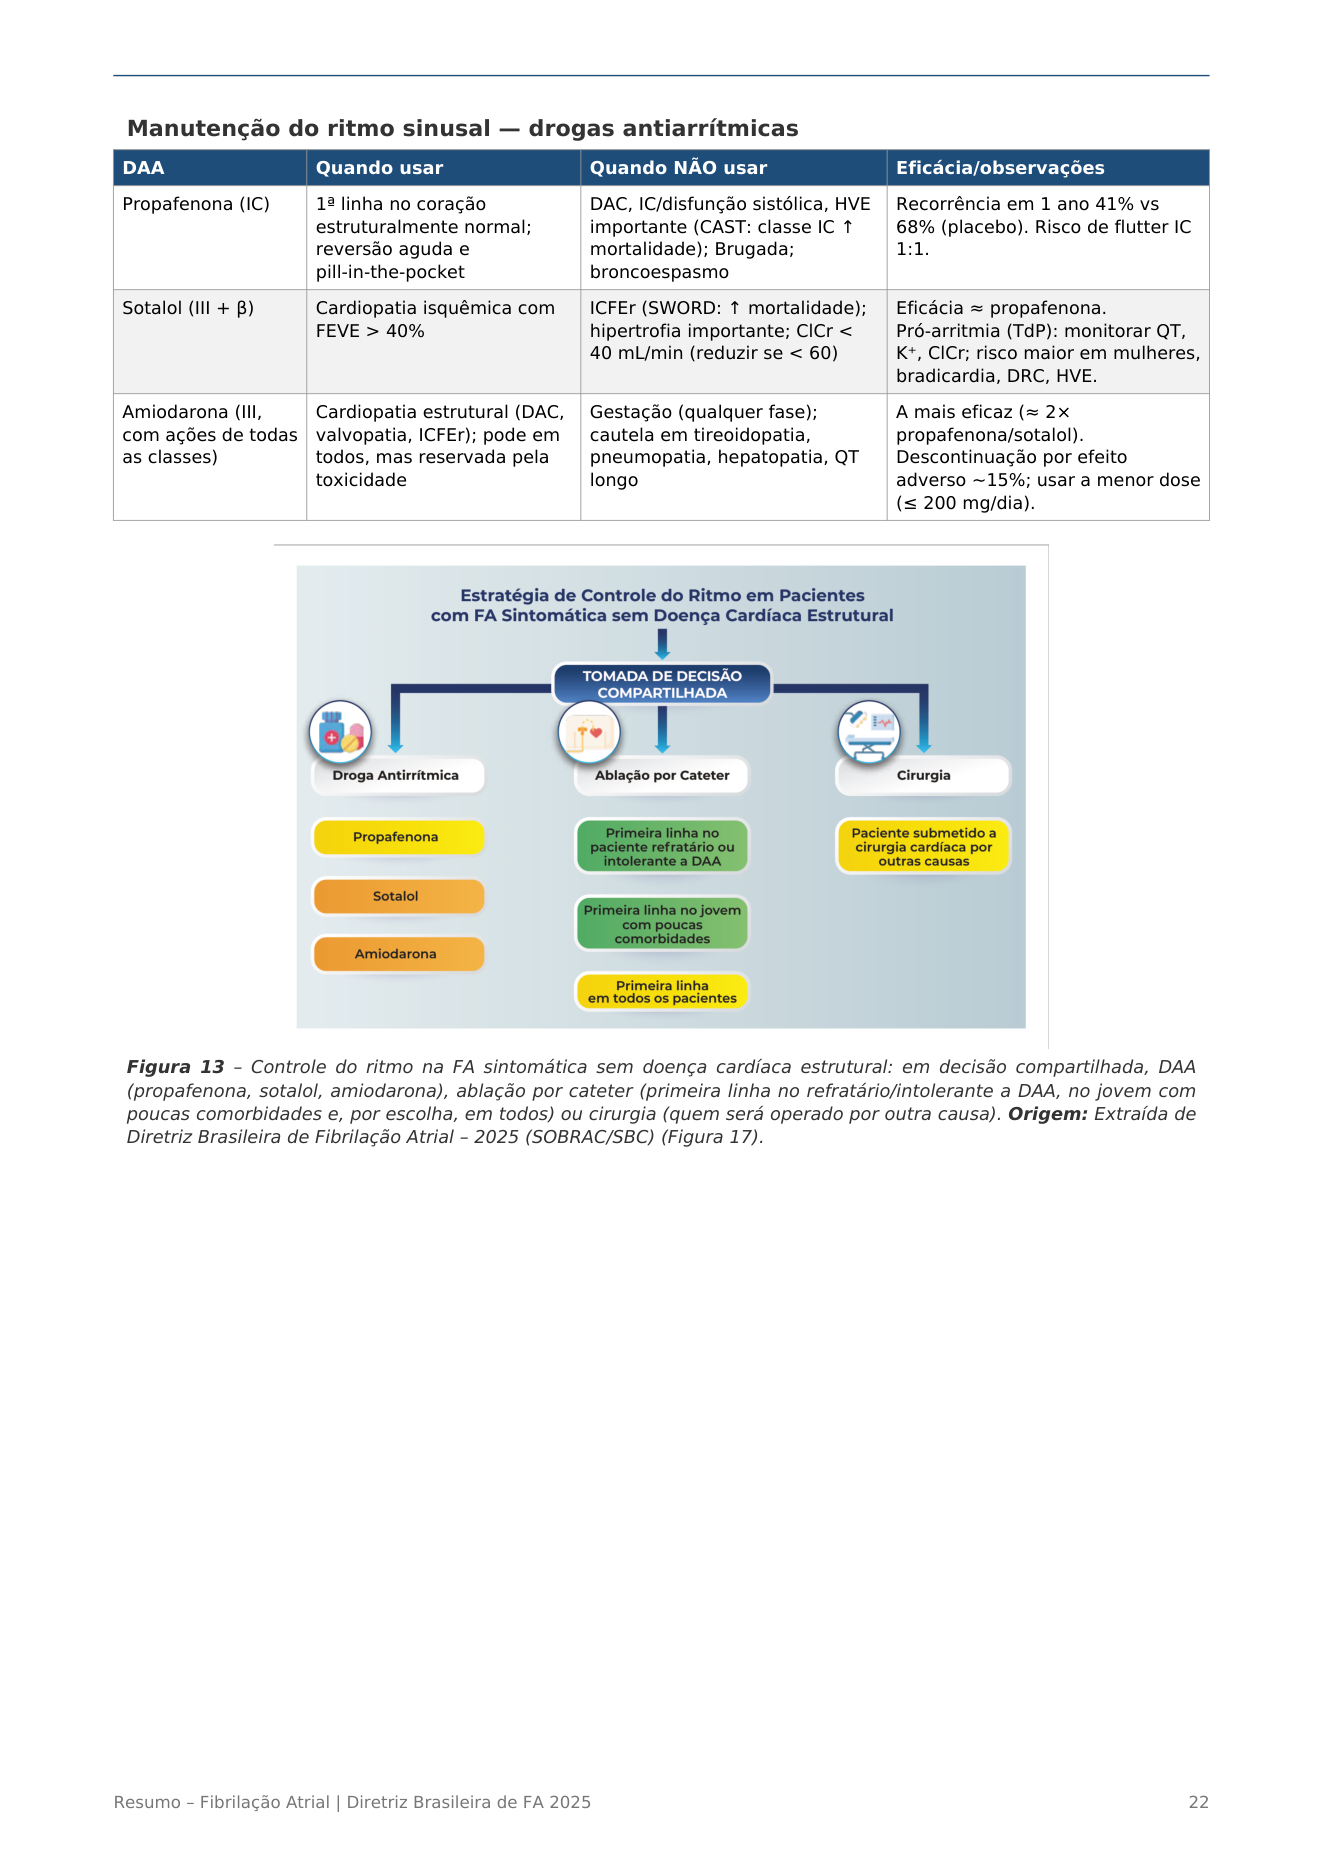 Manutenção do ritmo sinusal — drogas antiarrítmicas
DAA
Quando usar
Quando NÃO usar
Eficácia/observações
Propafenona (IC)
1ª linha no coração
estruturalmente normal;
reversão aguda e
pill-in-the-pocket
DAC, IC/disfunção sistólica, HVE
importante (CAST: classe IC ↑
mortalidade); Brugada;
broncoespasmo
Recorrência em 1 ano 41% vs
68% (placebo). Risco de flutter IC
1:1.
Sotalol (III + β)
Cardiopatia isquêmica com
FEVE > 40%
ICFEr (SWORD: ↑ mortalidade);
hipertrofia importante; ClCr <
40 mL/min (reduzir se < 60)
Eficácia ≈ propafenona.
Pró-arritmia (TdP): monitorar QT,
K⁺, ClCr; risco maior em mulheres,
bradicardia, DRC, HVE.
Amiodarona (III,
com ações de todas
as classes)
Cardiopatia estrutural (DAC,
valvopatia, ICFEr); pode em
todos, mas reservada pela
toxicidade
Gestação (qualquer fase);
cautela em tireoidopatia,
pneumopatia, hepatopatia, QT
longo
A mais eficaz (≈ 2×
propafenona/sotalol).
Descontinuação por efeito
adverso ~15%; usar a menor dose
(≤ 200 mg/dia).
Estratégia de Controle do Ritmo em Pacientes
com FA Sintomática sem Doença Cardíaca Estrutural
TOMADA DE DECISÃO
COMPARTILHADA
Droga Antirrítmica
Propafenona
Sotalol
Amiodarona
Ablação por Cateter
Primeira linha no
paciente refratário ou
intolerante a DAA
Primeira linha no jovem
com poucas
comorbidades
Primeira linha
em todos os pacientes
Cirurgia
Paciente submetido a
cirurgia cardíaca por
outras causas
Figura 13 – Controle do ritmo na FA sintomática sem doença cardíaca estrutural: em decisão compartilhada, DAA
(propafenona, sotalol, amiodarona), ablação por cateter (primeira linha no refratário/intolerante a DAA, no jovem com
poucas comorbidades e, por escolha, em todos) ou cirurgia (quem será operado por outra causa). Origem: Extraída de
Diretriz Brasileira de Fibrilação Atrial – 2025 (SOBRAC/SBC) (Figura 17).
Resumo – Fibrilação Atrial | Diretriz Brasileira de FA 2025
22